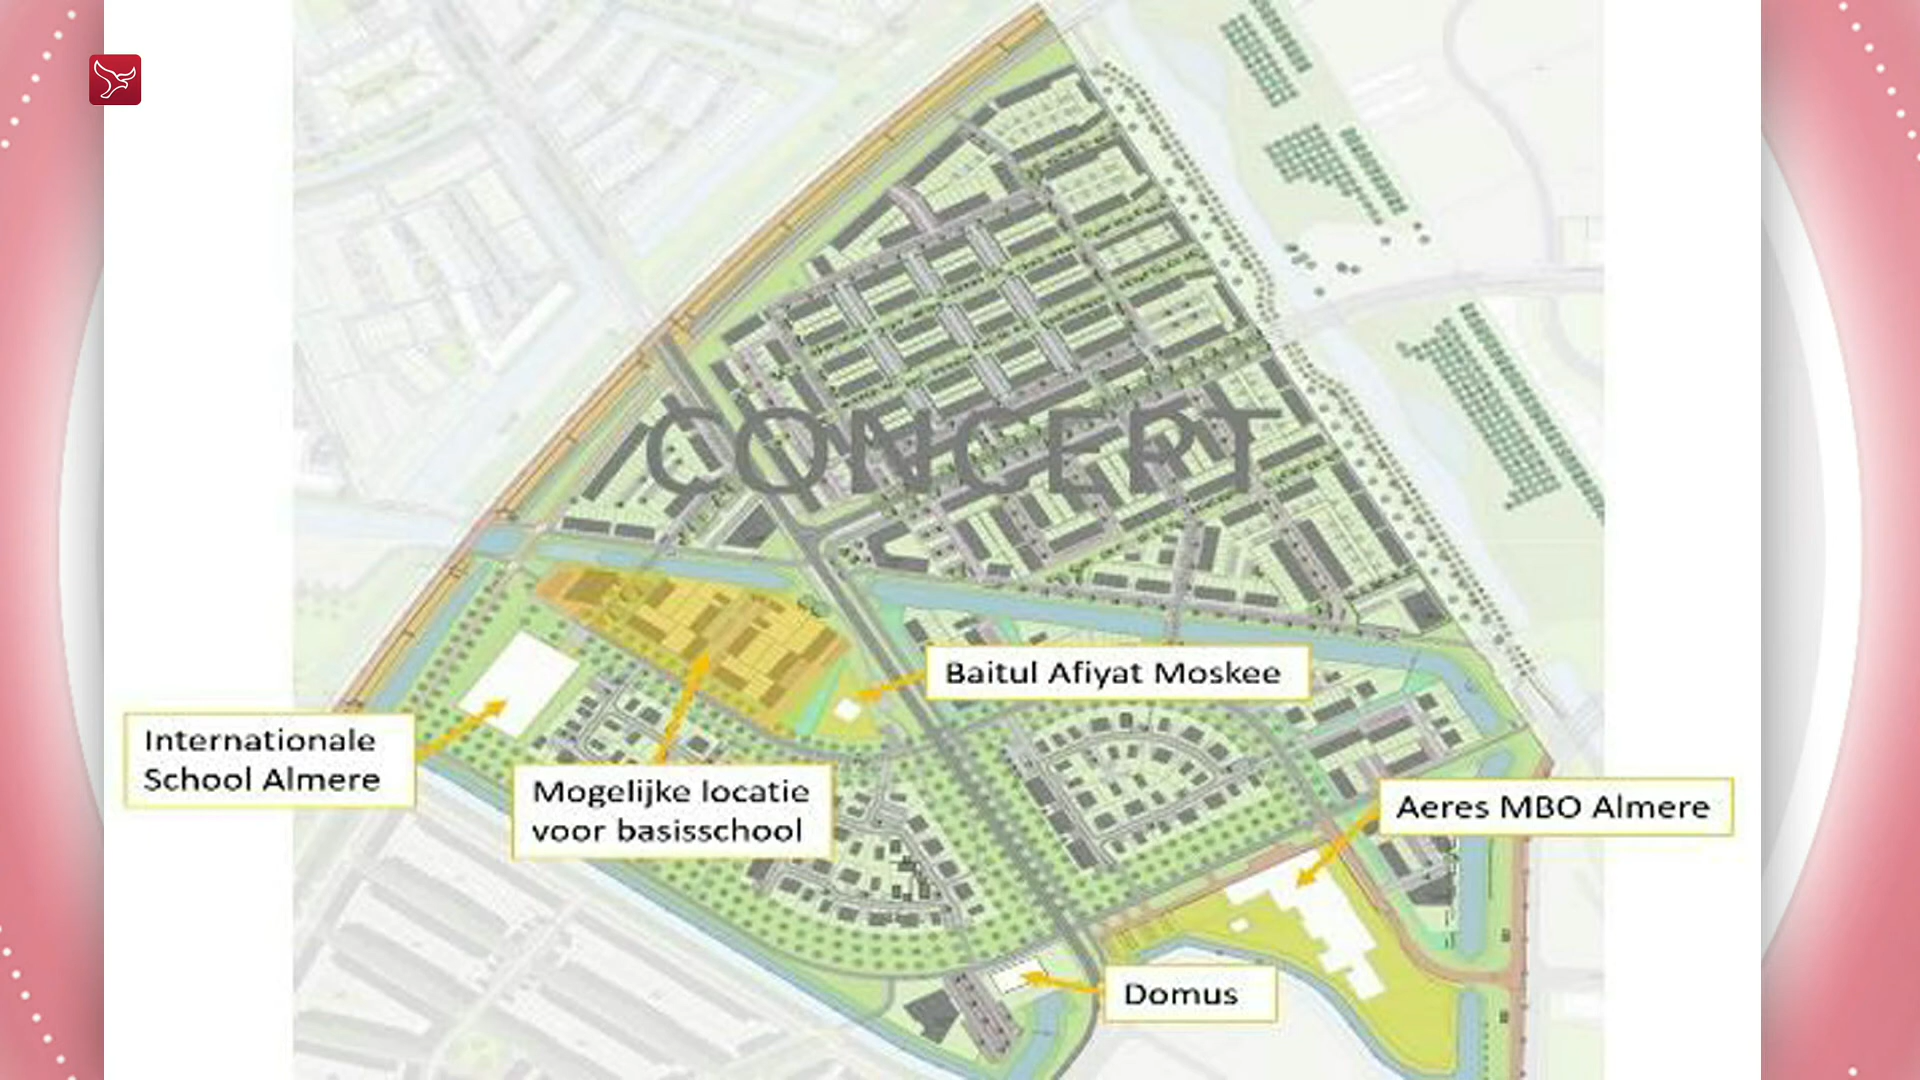 CONCEPT
Baitul Afiyat Moskee
Internationale
School Almere
Mogelijke locatie
voor basisschool
Aeres MBO Almere
Domus